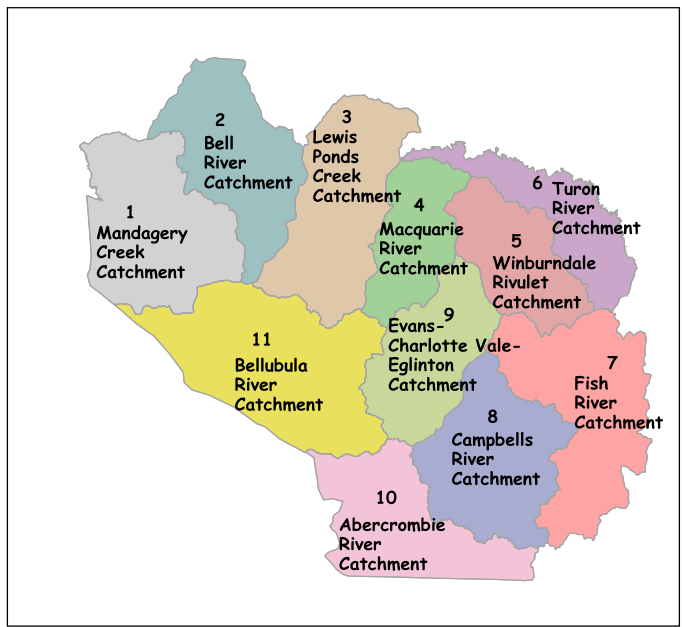 1
Mandagery
Creek
Catchment
2
Bell
River
Catchment
3
Lewis
Ponds
Creek
Catchment
4
Macquarie
River
Catchment
5
Winburndale
Rivulet
Catchment
6
Turon
River
Catchment
7
Fish
River
Catchment
8
Campbells
River
Catchment
9
Evans-
Charlotte Vale-
Eglinton
Catchment
10
Abercrombie
River
Catchment
11
Bellubula
River
Catchment